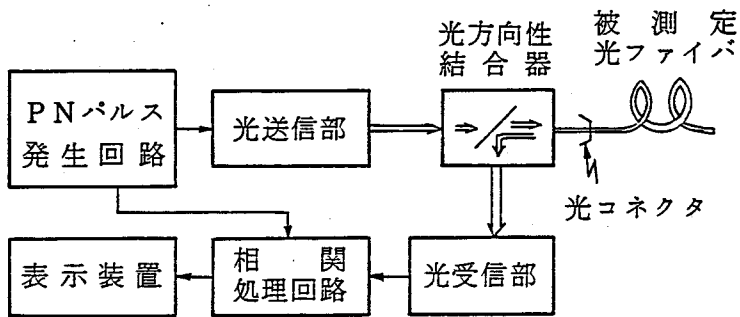 光方向性
結合器
被測定
光ファイバ
PNパルス
発生回路
光送信部
光コネクタ
表示装置
相関
処理回路
光受信部